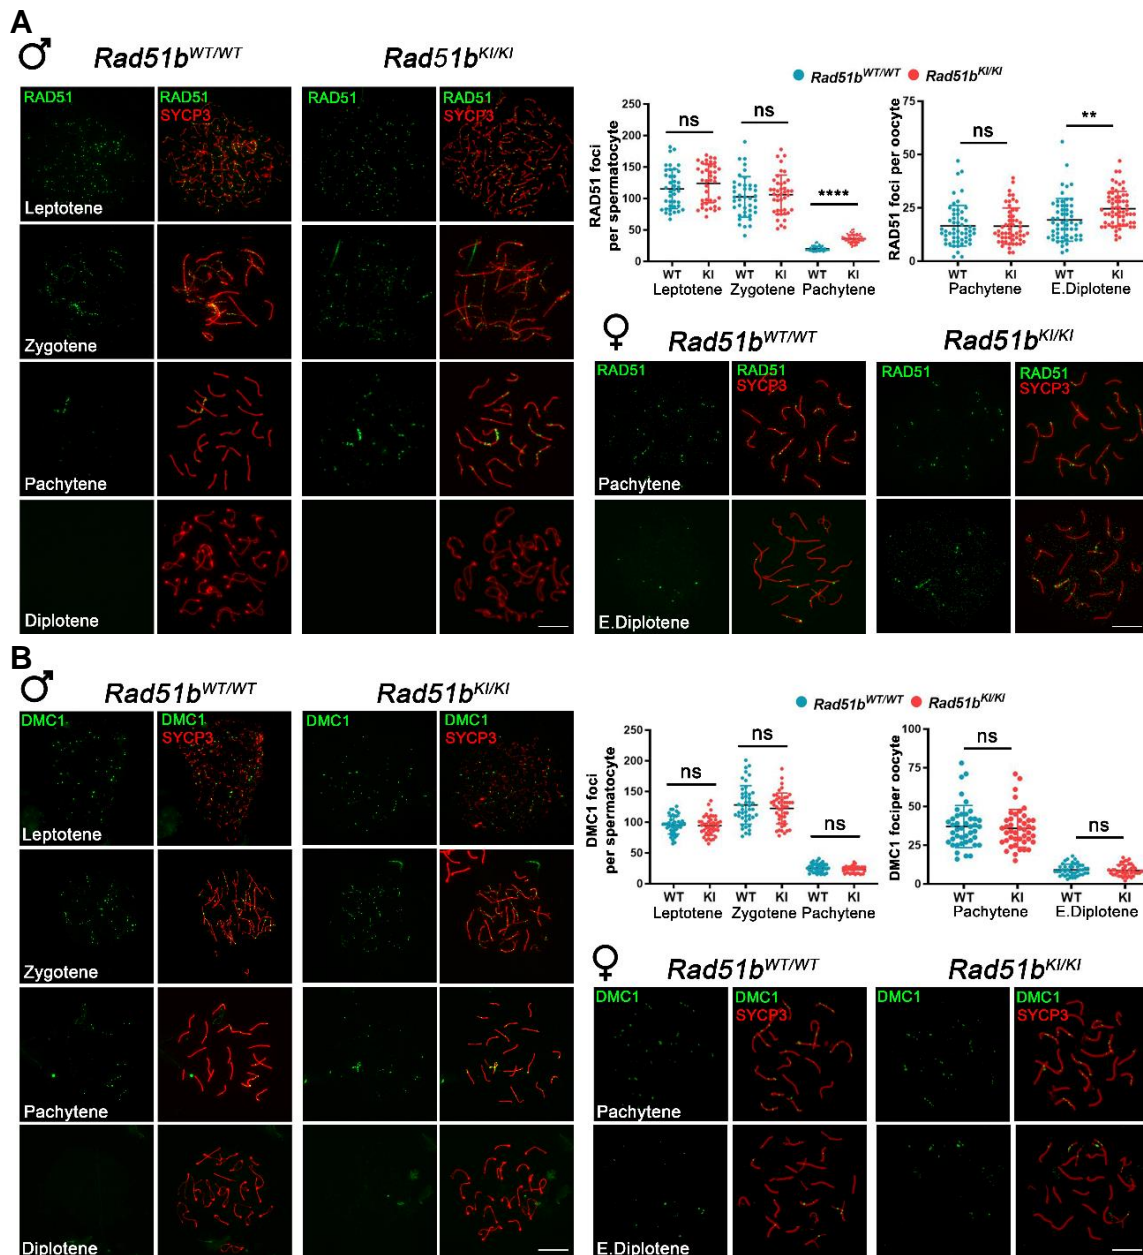 A
♂ Rad51b^WT/WT Rad51b^KI/KI
RAD51 RAD51 SYCP3 RAD51 RAD51 SYCP3
Leptotene
Zygotene
Pachytene
Diplotene
Rad51b^WT/WT Rad51b^KI/KI
RAD51 foci per spermatocyte
250
200
150
100
50
0
ns ns ****
WT KI WT KI WT KI
Leptotene Zygotene Pachytene
RAD51 foci per oocyte
75
50
25
0
ns **
WT KI WT KI
Pachytene E.Diplotene
♀ Rad51b^WT/WT Rad51b^KI/KI
RAD51 RAD51 SYCP3 RAD51 RAD51 SYCP3
Pachytene
E.Diplotene
B
♂ Rad51b^WT/WT Rad51b^KI/KI
DMC1 DMC1 SYCP3 DMC1 DMC1 SYCP3
Leptotene
Zygotene
Pachytene
Diplotene
Rad51b^WT/WT Rad51b^KI/KI
DMC1 foci per spermatocyte
250
200
150
100
50
0
ns ns ns
WT KI WT KI WT KI
Leptotene Zygotene Pachytene
DMC1 fociper oocyte
100
75
50
25
0
ns ns
WT KI WT KI
Pachytene E.Diplotene
♀ Rad51b^WT/WT Rad51b^KI/KI
DMC1 DMC1 SYCP3 DMC1 DMC1 SYCP3
Pachytene
E.Diplotene